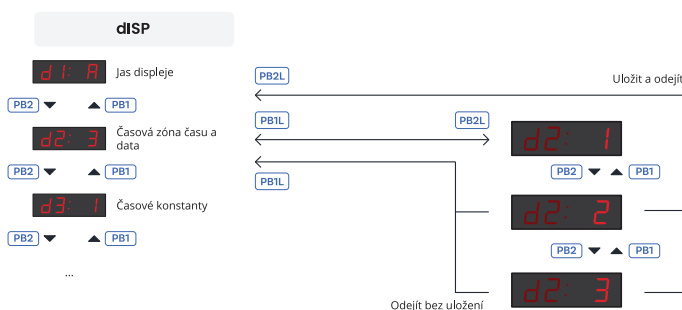 dISP
d1: A
Jas displeje
PB2
PB1
d2: 3
Časová zóna času a
data
PB2
PB1
d3: 1
Časové konstanty
PB2
PB1
...
PB2L
Uložit a odejít
PB1L
PB2L
PB1L
Odejít bez uložení
d2: 1
PB2
PB1
d2: 2
PB2
PB1
d2: 3